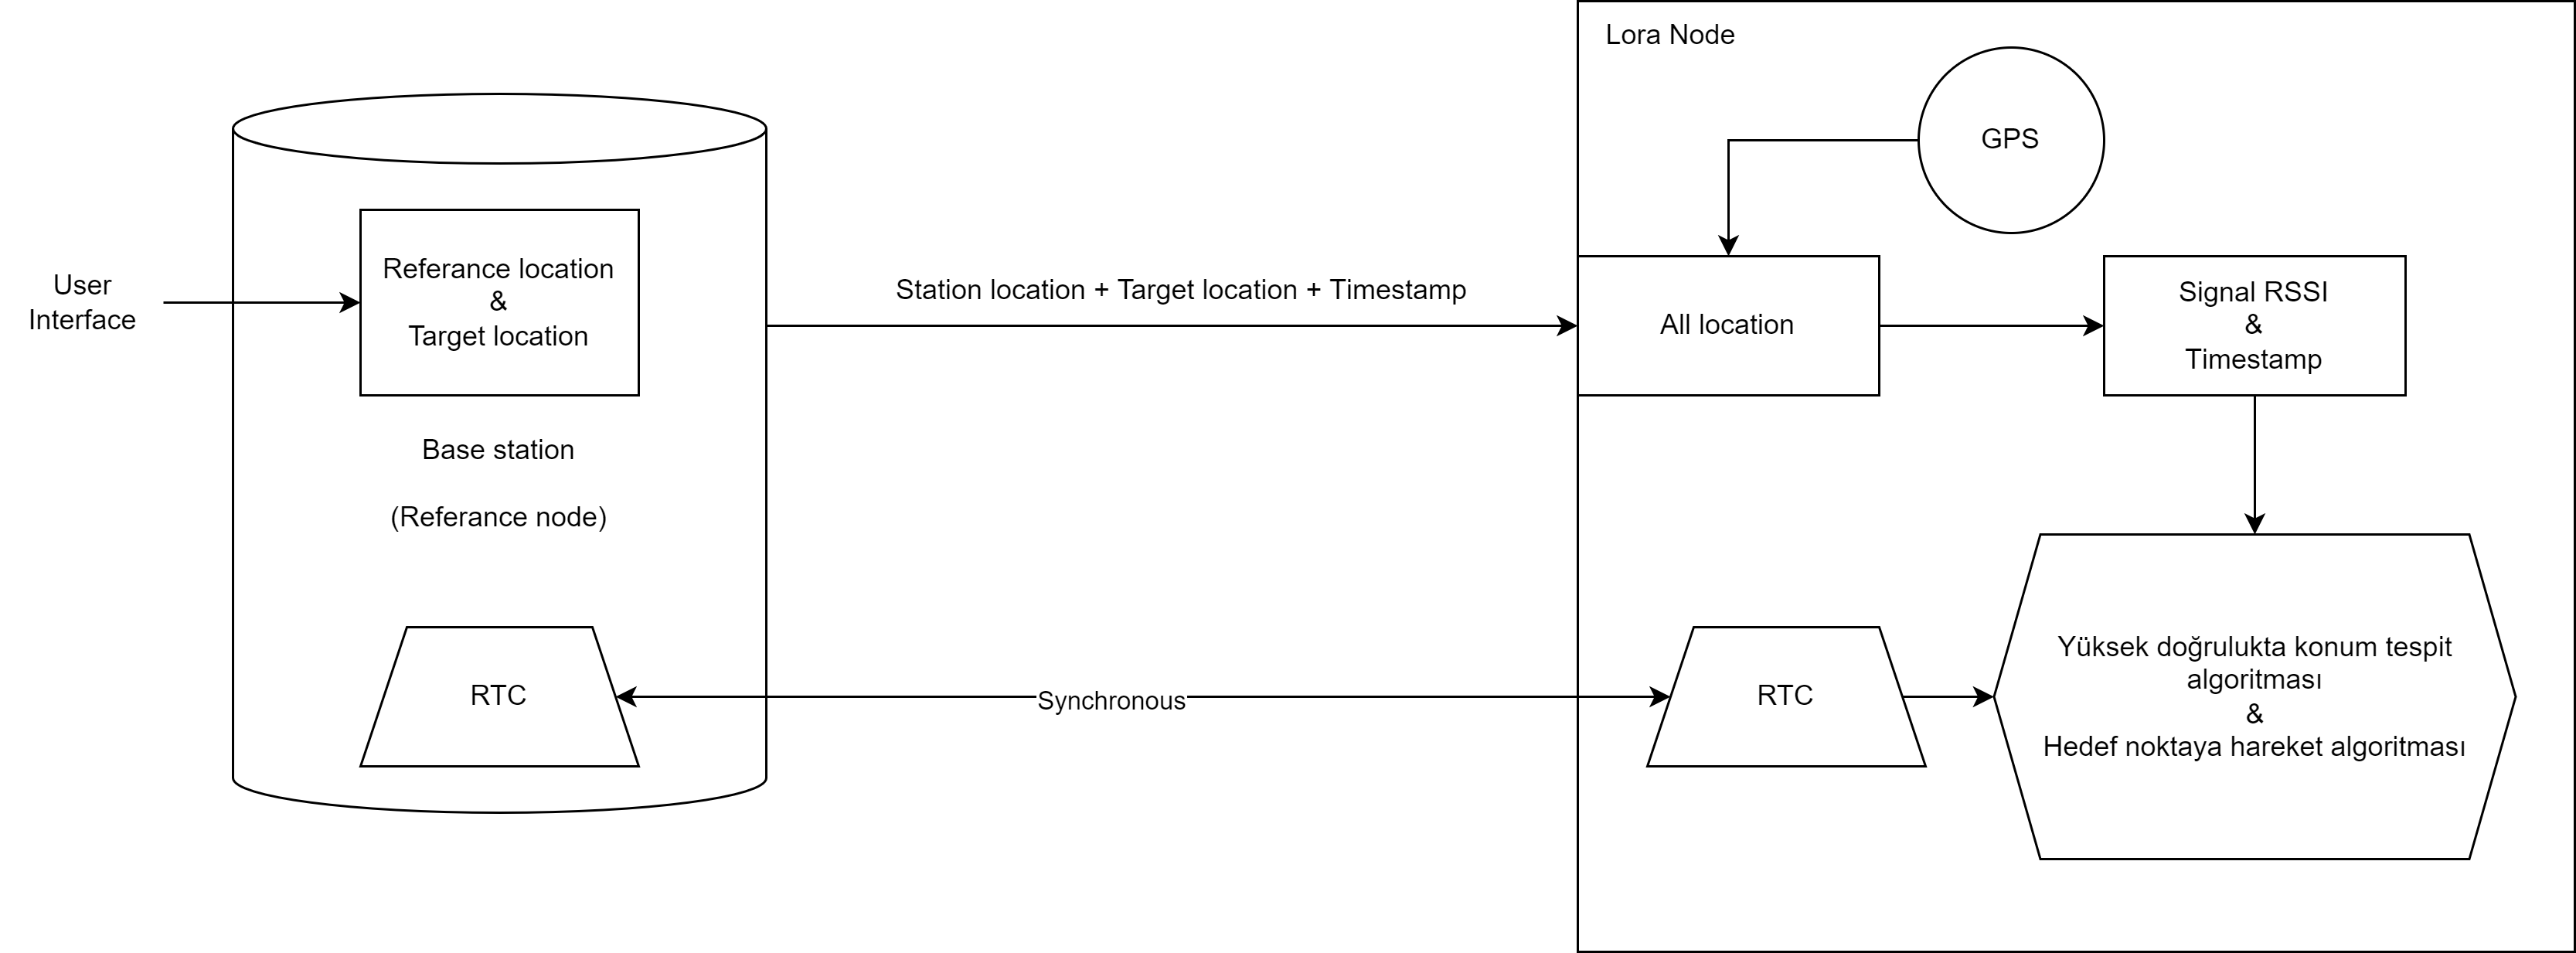 User
Interface
Referance location
&
Target location
Base station
(Referance node)
RTC
Station location + Target location + Timestamp
Synchronous
Lora Node
GPS
All location
Signal RSSI
&
Timestamp
RTC
Yüksek doğrulukta konum tespit
algoritması
&
Hedef noktaya hareket algoritması